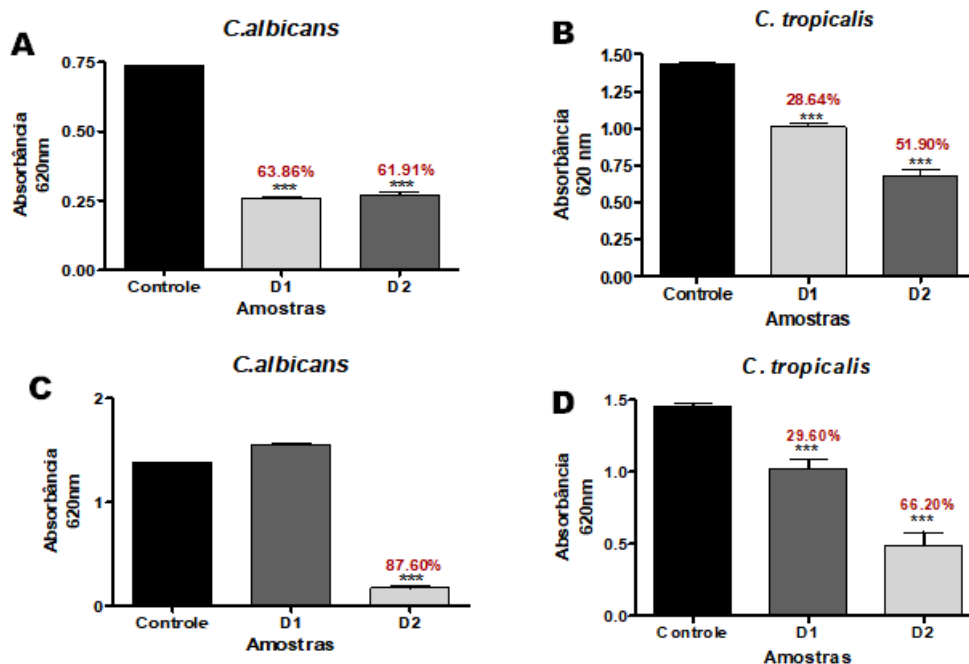 A
C.albicans
Absorbância
620nm
0.75
0.50
0.25
0.00
63.86%
***
61.91%
***
Controle D1 D2
Amostras
B
C. tropicalis
Absorbância
620 nm
1.50
1.25
1.00
0.75
0.50
0.25
0.00
28.64%
***
51.90%
***
Controle D1 D2
Amostras
C
C.albicans
Absorbância
620nm
2
1
0
87.60%
***
Controle D1 D2
Amostras
D
C. tropicalis
Absorbância
620nm
1.5
1.0
0.5
0.0
29.60%
***
66.20%
***
Controle D1 D2
Amostras